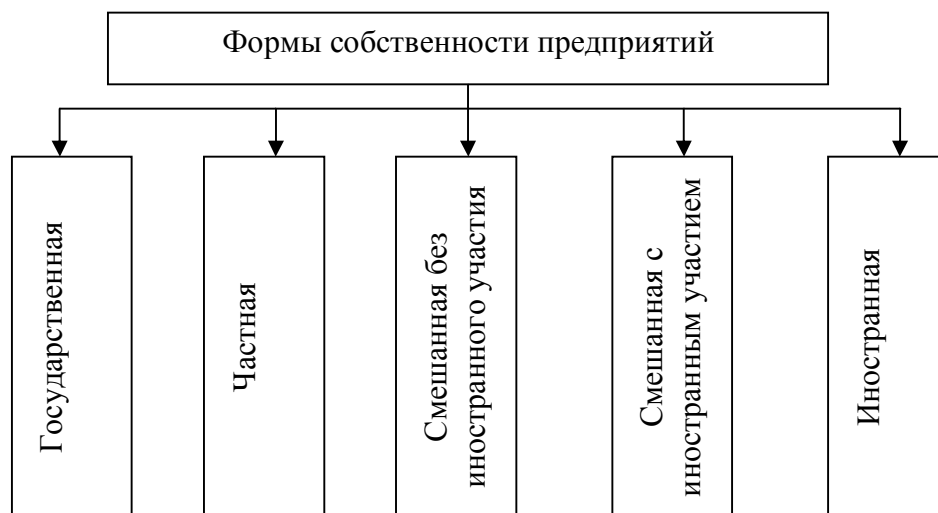 Формы собственности предприятий
Государственная
Частная
Смешанная без
иностранного участия
Смешанная с
иностранным участием
Иностранная